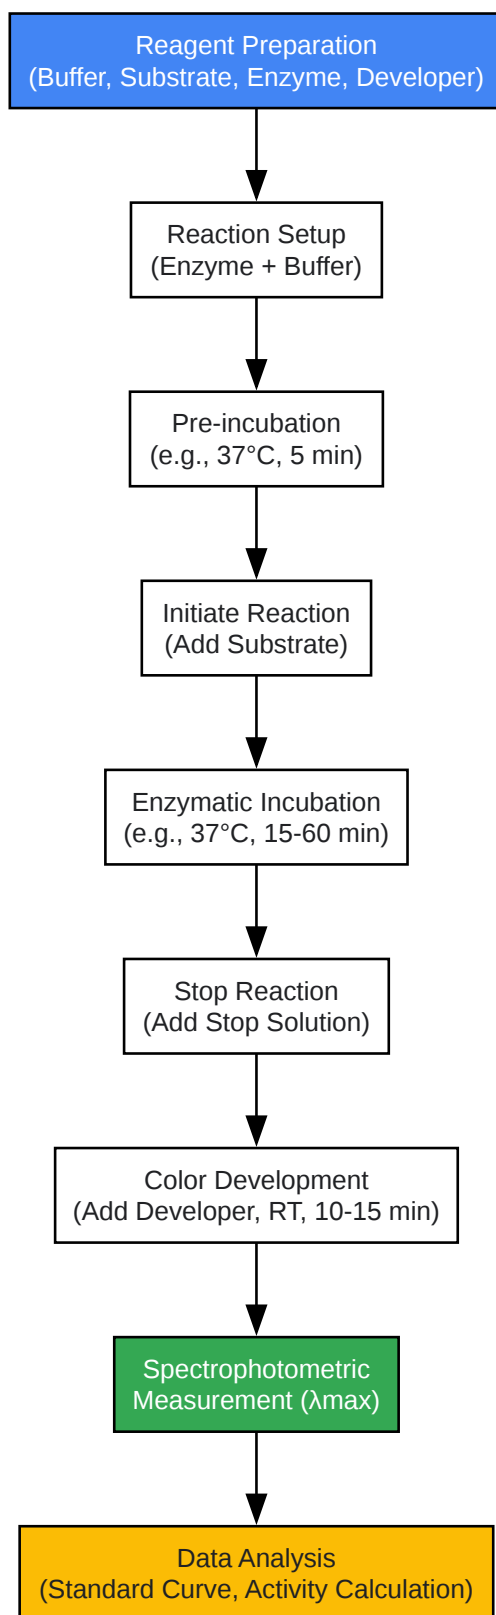 Reagent Preparation
(Buffer, Substrate, Enzyme, Developer)
Reaction Setup
(Enzyme + Buffer)
Pre-incubation
(e.g., 37°C, 5 min)
Initiate Reaction
(Add Substrate)
Enzymatic Incubation
(e.g., 37°C, 15-60 min)
Stop Reaction
(Add Stop Solution)
Color Development
(Add Developer, RT, 10-15 min)
Spectrophotometric
Measurement (λmax)
Data Analysis
(Standard Curve, Activity Calculation)